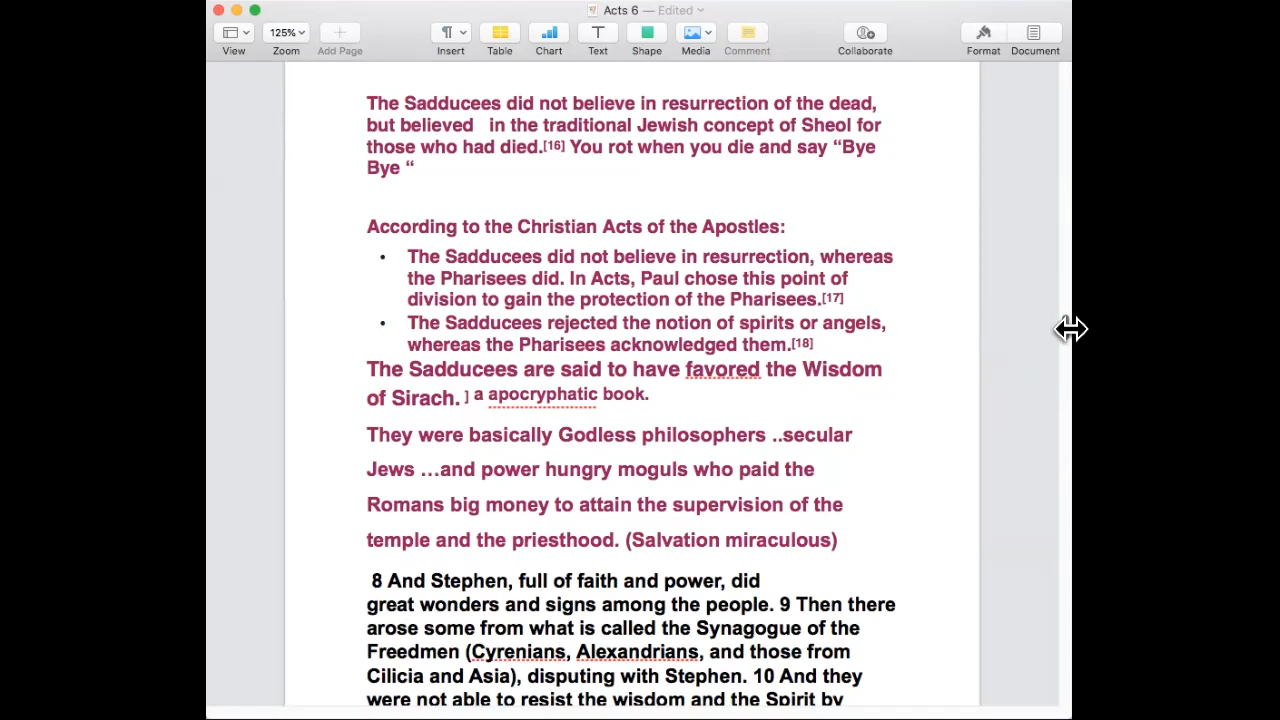 Acts 6 — Edited
125%
View Zoom Add Page Insert Table Chart Text Shape Media Comment Collaborate Format Document
The Sadducees did not believe in resurrection of the dead,
but believed in the traditional Jewish concept of Sheol for
those who had died.[16] You rot when you die and say “Bye
Bye “
According to the Christian Acts of the Apostles:
• The Sadducees did not believe in resurrection, whereas
the Pharisees did. In Acts, Paul chose this point of
division to gain the protection of the Pharisees.[17]
• The Sadducees rejected the notion of spirits or angels,
whereas the Pharisees acknowledged them.[18]
The Sadducees are said to have favored the Wisdom
of Sirach. ] a apocryphatic book.
They were basically Godless philosophers ..secular
Jews …and power hungry moguls who paid the
Romans big money to attain the supervision of the
temple and the priesthood. (Salvation miraculous)
8 And Stephen, full of faith and power, did
great wonders and signs among the people. 9 Then there
arose some from what is called the Synagogue of the
Freedmen (Cyrenians, Alexandrians, and those from
Cilicia and Asia), disputing with Stephen. 10 And they
were not able to resist the wisdom and the Spirit by